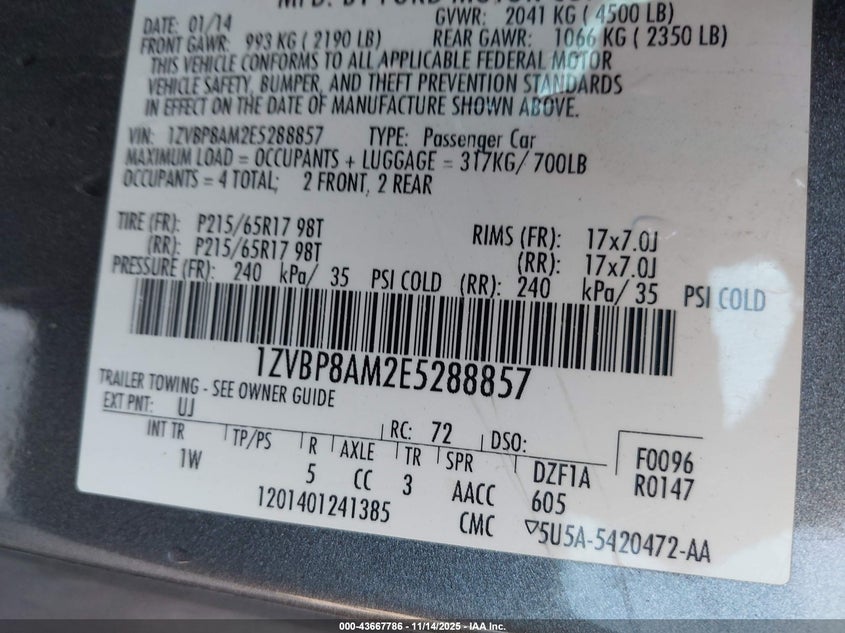 MFD. BY FORD MOTOR CO.
DATE: 01/14 GVWR: 2041 KG ( 4500 LB)
FRONT GAWR: 993 KG ( 2190 LB) REAR GAWR: 1066 KG ( 2350 LB)
THIS VEHICLE CONFORMS TO ALL APPLICABLE FEDERAL MOTOR
VEHICLE SAFETY, BUMPER, AND THEFT PREVENTION STANDARDS
IN EFFECT ON THE DATE OF MANUFACTURE SHOWN ABOVE.
VIN: 1ZVBP8AM2E5288857 TYPE: Passenger Car
MAXIMUM LOAD = OCCUPANTS + LUGGAGE = 317KG/ 700LB
OCCUPANTS = 4 TOTAL; 2 FRONT, 2 REAR
TIRE (FR): P215/65R17 98T RIMS (FR): 17x7.0J
(RR): P215/65R17 98T (RR): 17x7.0J
PRESSURE (FR): 240 kPa/ 35 PSI COLD (RR): 240 kPa/ 35 PSI COLD
1ZVBP8AM2E5288857
TRAILER TOWING - SEE OWNER GUIDE
EXT PNT: UJ RC: 72 DSO: F0096
INT TR TP/PS R AXLE TR SPR DZF1A R0147
1W 5 CC 3 AACC 605
1201401241385 CMC ▽5U5A-5420472-AA
000-43667786 - 11/14/2025 - IAA Inc.